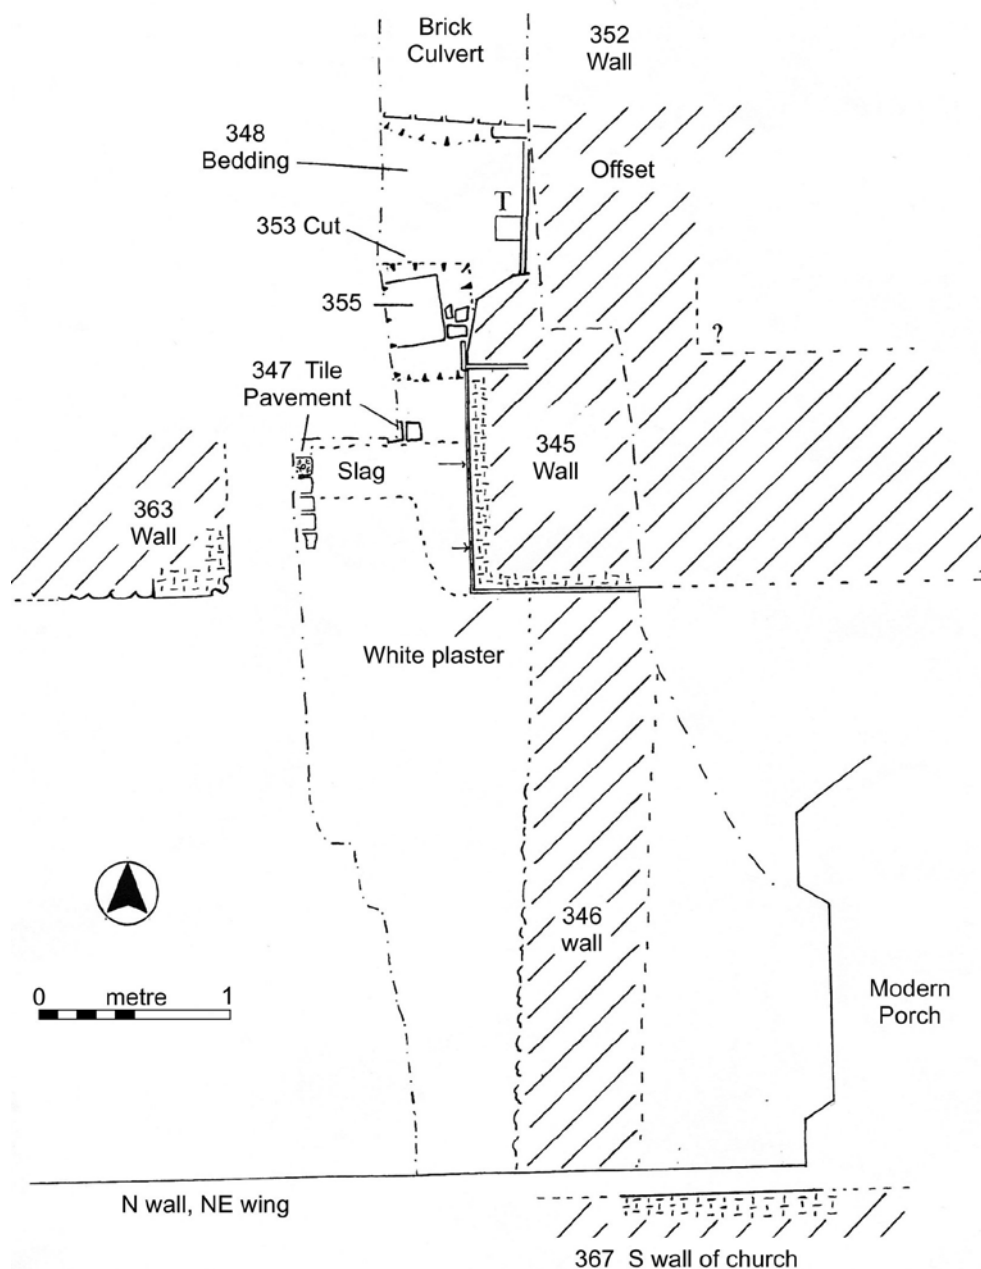 Brick
Culvert
352
Wall
348
Bedding
Offset
T
353 Cut
355
?
347 Tile
Pavement
345
Wall
Slag
363
Wall
White plaster
346
wall
0 metre 1
Modern
Porch
N wall, NE wing
367 S wall of church